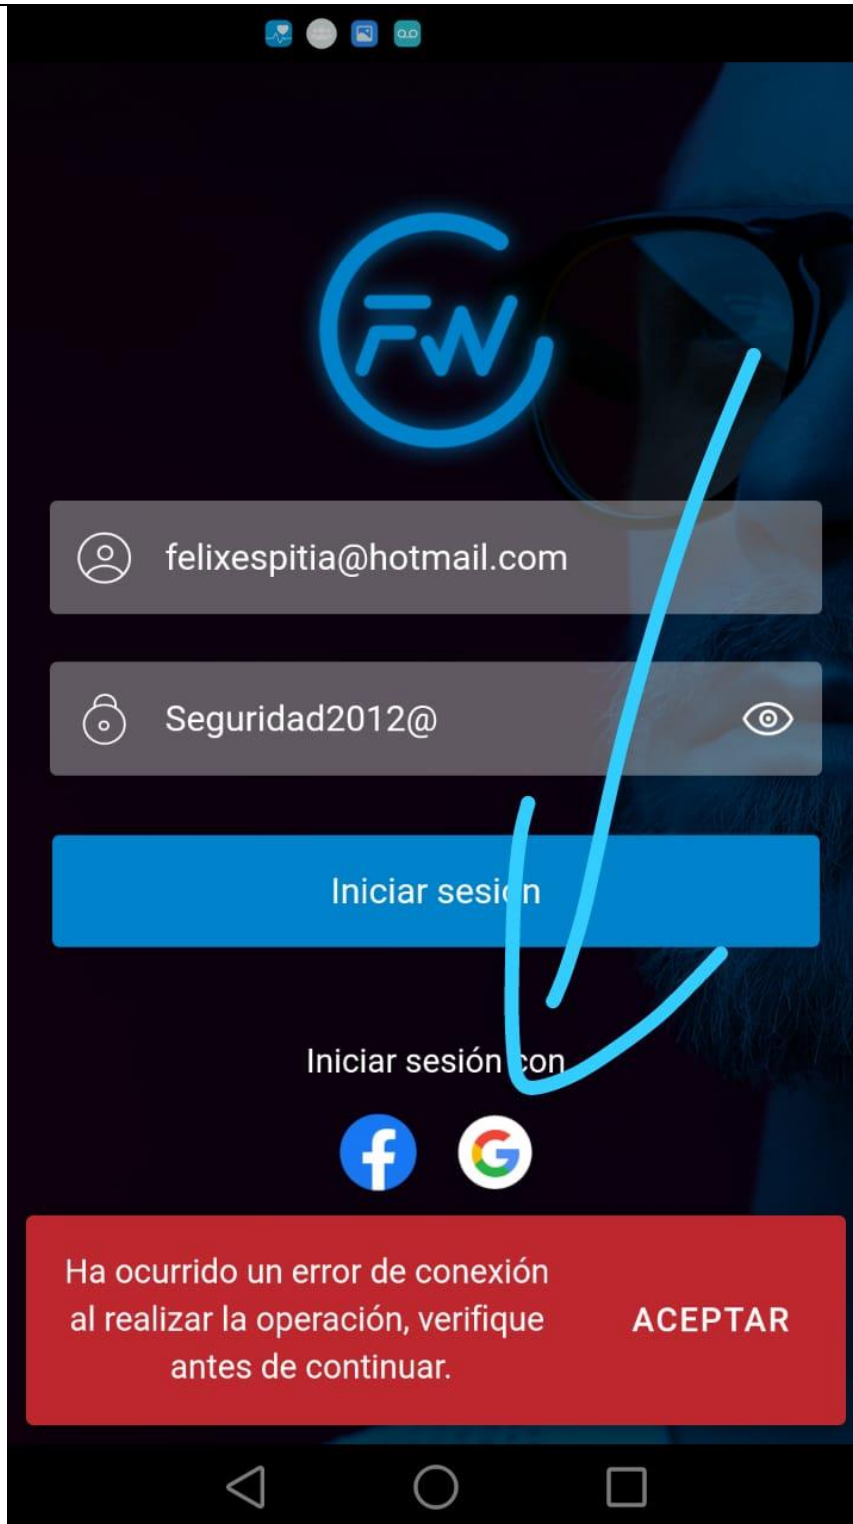 FW
felixespitia@hotmail.com
Seguridad2012@
Iniciar sesión
Iniciar sesión con
Ha ocurrido un error de conexión
al realizar la operación, verifique
antes de continuar.
ACEPTAR